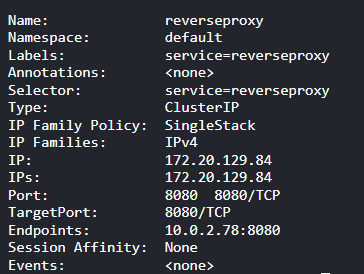 Name: reverseproxy
Namespace: default
Labels: service=reverseproxy
Annotations: <none>
Selector: service=reverseproxy
Type: ClusterIP
IP Family Policy: SingleStack
IP Families: IPv4
IP: 172.20.129.84
IPs: 172.20.129.84
Port: 8080 8080/TCP
TargetPort: 8080/TCP
Endpoints: 10.0.2.78:8080
Session Affinity: None
Events: <none>